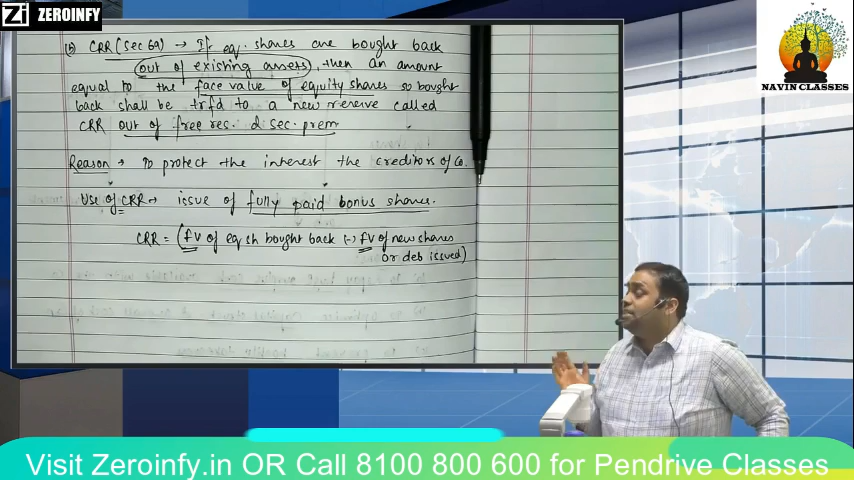 Zi ZEROINFY
(8) CRR (Sec 69) → If eq. shares are bought back
out of existing assets, then an amount
equal to the face value of equity shares so bought
back shall be trfd to a new reserve called
CRR out of free res. & sec. prem
Reason → To protect the interest the creditors of Co.
Use of CRR → issue of fully paid bonus shares.
CRR = (FV of eq sh bought back (-) FV of new shares
or deb issued)
NAVIN CLASSES
Visit Zeroinfy.in OR Call 8100 800 600 for Pendrive Classes